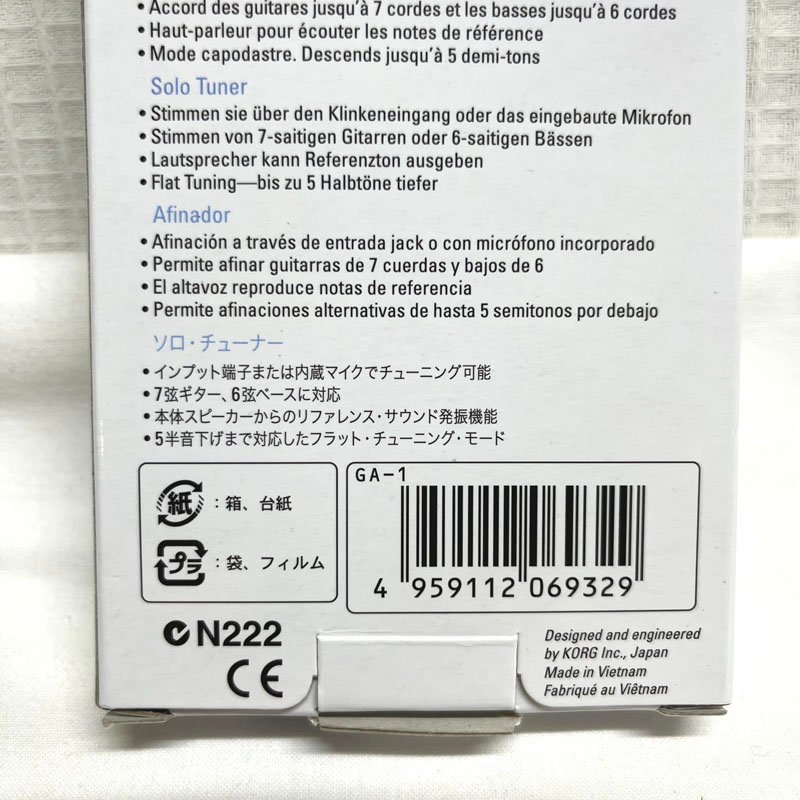 • Accord des guitares jusqu'à 7 cordes et les basses jusqu'à 6 cordes
• Haut-parleur pour écouter les notes de référence
• Mode capodastre. Descends jusqu'à 5 demi-tons
Solo Tuner
• Stimmen sie über den Klinkeneingang oder das eingebaute Mikrofon
• Stimmen von 7-saitigen Gitarren oder 6-saitigen Bässen
• Lautsprecher kann Referenzton ausgeben
• Flat Tuning—bis zu 5 Halbtöne tiefer
Afinador
• Afinación a través de entrada jack o con micrófono incorporado
• Permite afinar guitarras de 7 cuerdas y bajos de 6
• El altavoz reproduce notas de referencia
• Permite afinaciones alternativas de hasta 5 semitonos por debajo
ソロ・チューナー
• インプット端子または内蔵マイクでチューニング可能
• 7弦ギター、6弦ベースに対応
• 本体スピーカーからのリファレンス・サウンド発振機能
• 5半音下げまで対応したフラット・チューニング・モード
紙 : 箱、台紙
プラ : 袋、フィルム
GA-1
4 959112 069329
N222
CE
Designed and engineered
by KORG Inc., Japan
Made in Vietnam
Fabriqué au Viêtnam